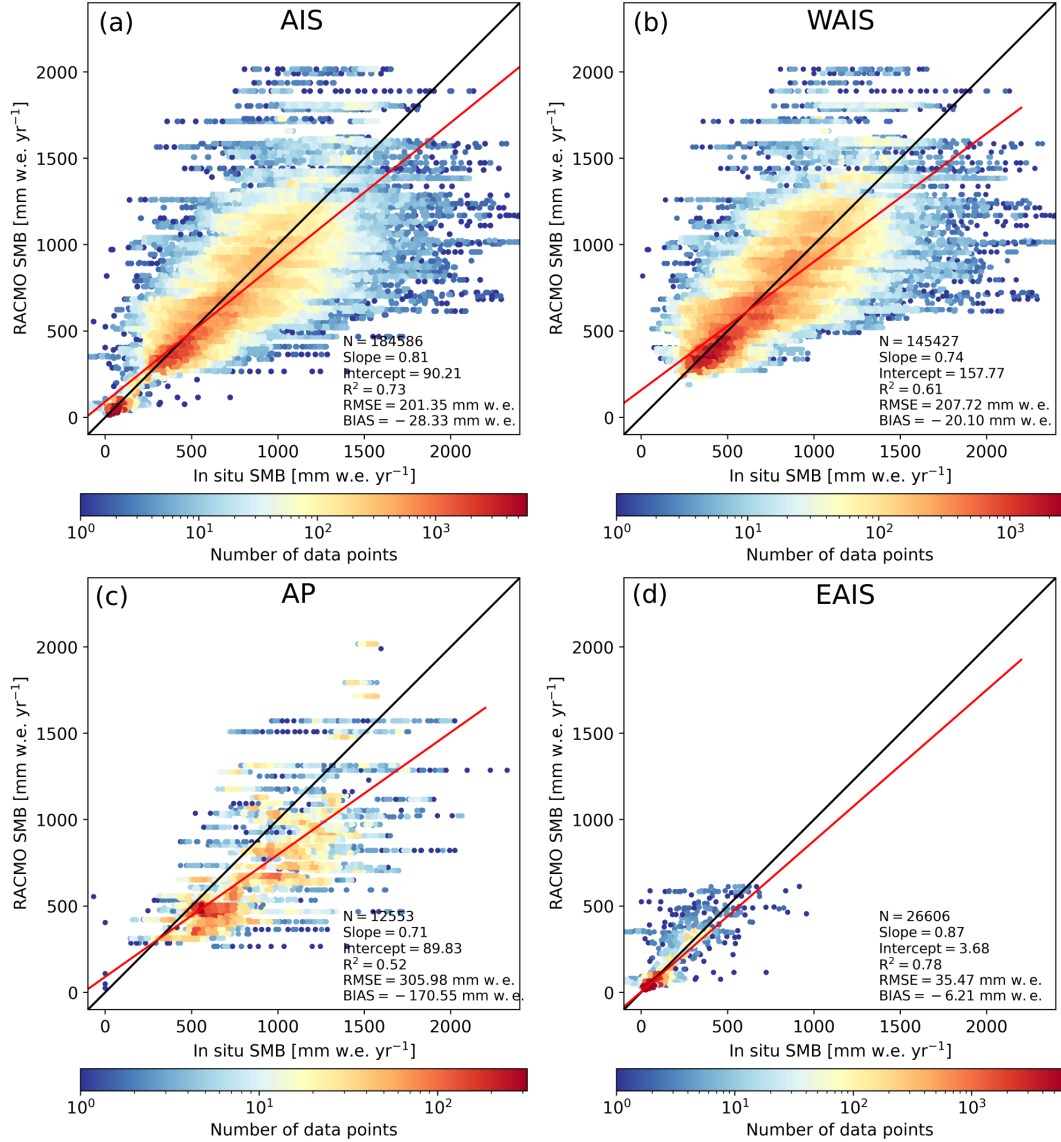 (a) AIS
2000
1500
1000
500
0
RACMO SMB [mm w.e. yr⁻¹]
N = 184586
Slope = 0.81
Intercept = 90.21
R² = 0.73
RMSE = 201.35 mm w. e.
BIAS = −28.33 mm w. e.
0 500 1000 1500 2000
In situ SMB [mm w.e. yr⁻¹]
10⁰ 10¹ 10² 10³
Number of data points
(b) WAIS
2000
1500
1000
500
0
RACMO SMB [mm w.e. yr⁻¹]
N = 145427
Slope = 0.74
Intercept = 157.77
R² = 0.61
RMSE = 207.72 mm w. e.
BIAS = −20.10 mm w. e.
0 500 1000 1500 2000
In situ SMB [mm w.e. yr⁻¹]
10⁰ 10¹ 10² 10³
Number of data points
(c) AP
2000
1500
1000
500
0
RACMO SMB [mm w.e. yr⁻¹]
N = 12553
Slope = 0.71
Intercept = 89.83
R² = 0.52
RMSE = 305.98 mm w. e.
BIAS = −170.55 mm w. e.
0 500 1000 1500 2000
In situ SMB [mm w.e. yr⁻¹]
10⁰ 10¹ 10²
Number of data points
(d) EAIS
2000
1500
1000
500
0
RACMO SMB [mm w.e. yr⁻¹]
N = 26606
Slope = 0.87
Intercept = 3.68
R² = 0.78
RMSE = 35.47 mm w. e.
BIAS = −6.21 mm w. e.
0 500 1000 1500 2000
In situ SMB [mm w.e. yr⁻¹]
10⁰ 10¹ 10² 10³
Number of data points